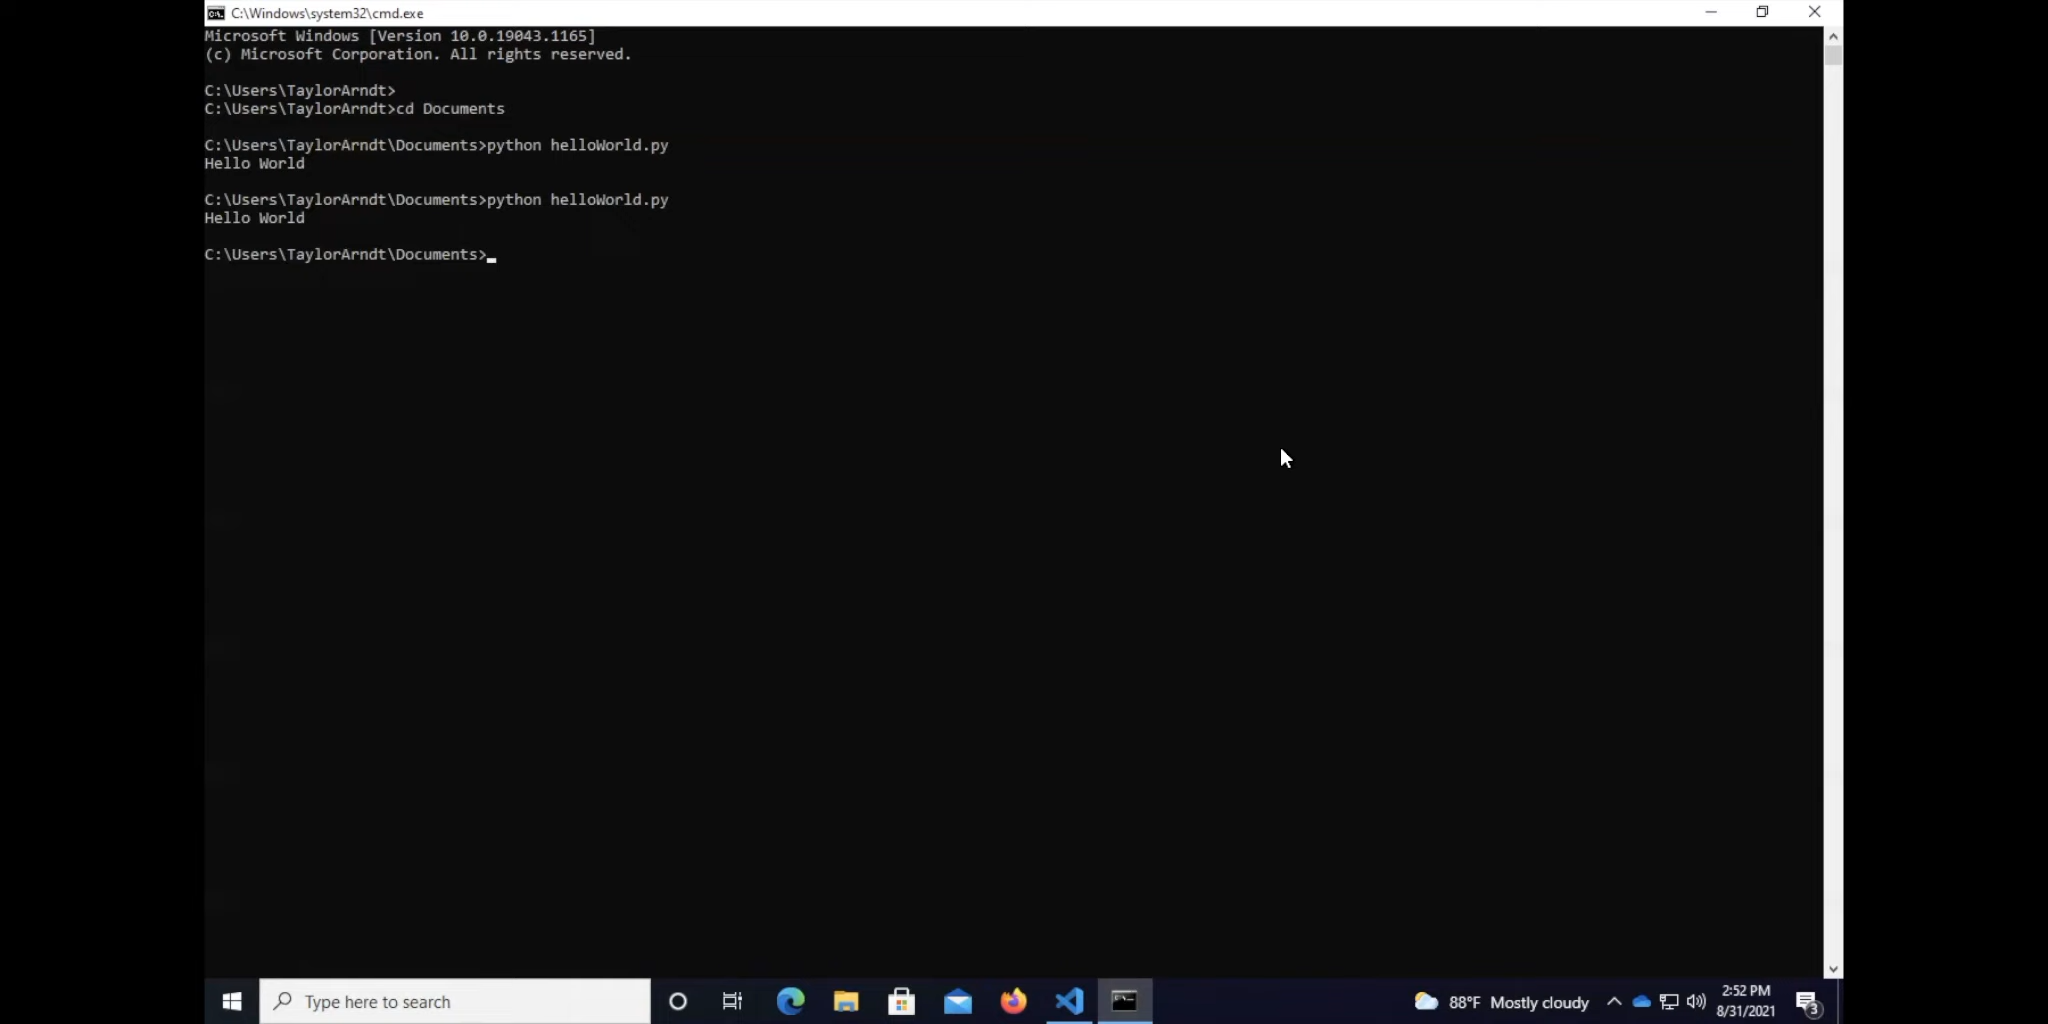 C:\Windows\system32\cmd.exe
Microsoft Windows [Version 10.0.19043.1165]
(c) Microsoft Corporation. All rights reserved.
C:\Users\TaylorArndt>
C:\Users\TaylorArndt>cd Documents
C:\Users\TaylorArndt\Documents>python helloWorld.py
Hello World
C:\Users\TaylorArndt\Documents>python helloWorld.py
Hello World
C:\Users\TaylorArndt\Documents>
Type here to search
88°F Mostly cloudy
2:52 PM
8/31/2021
3